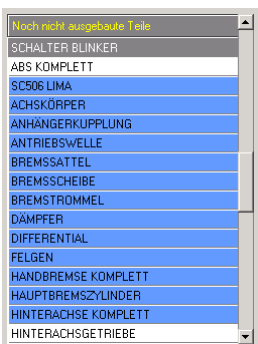 Noch nicht ausgebaute Teile
SCHALTER BLINKER
ABS KOMPLETT
SC506 LIMA
ACHSKÖRPER
ANHÄNGERKUPPLUNG
ANTRIEBSWELLE
BREMSSATTEL
BREMSSCHEIBE
BREMSTROMMEL
DÄMPFER
DIFFERENTIAL
FELGEN
HANDBREMSE KOMPLETT
HAUPTBREMSZYLINDER
HINTERACHSE KOMPLETT
HINTERACHSGETRIEBE